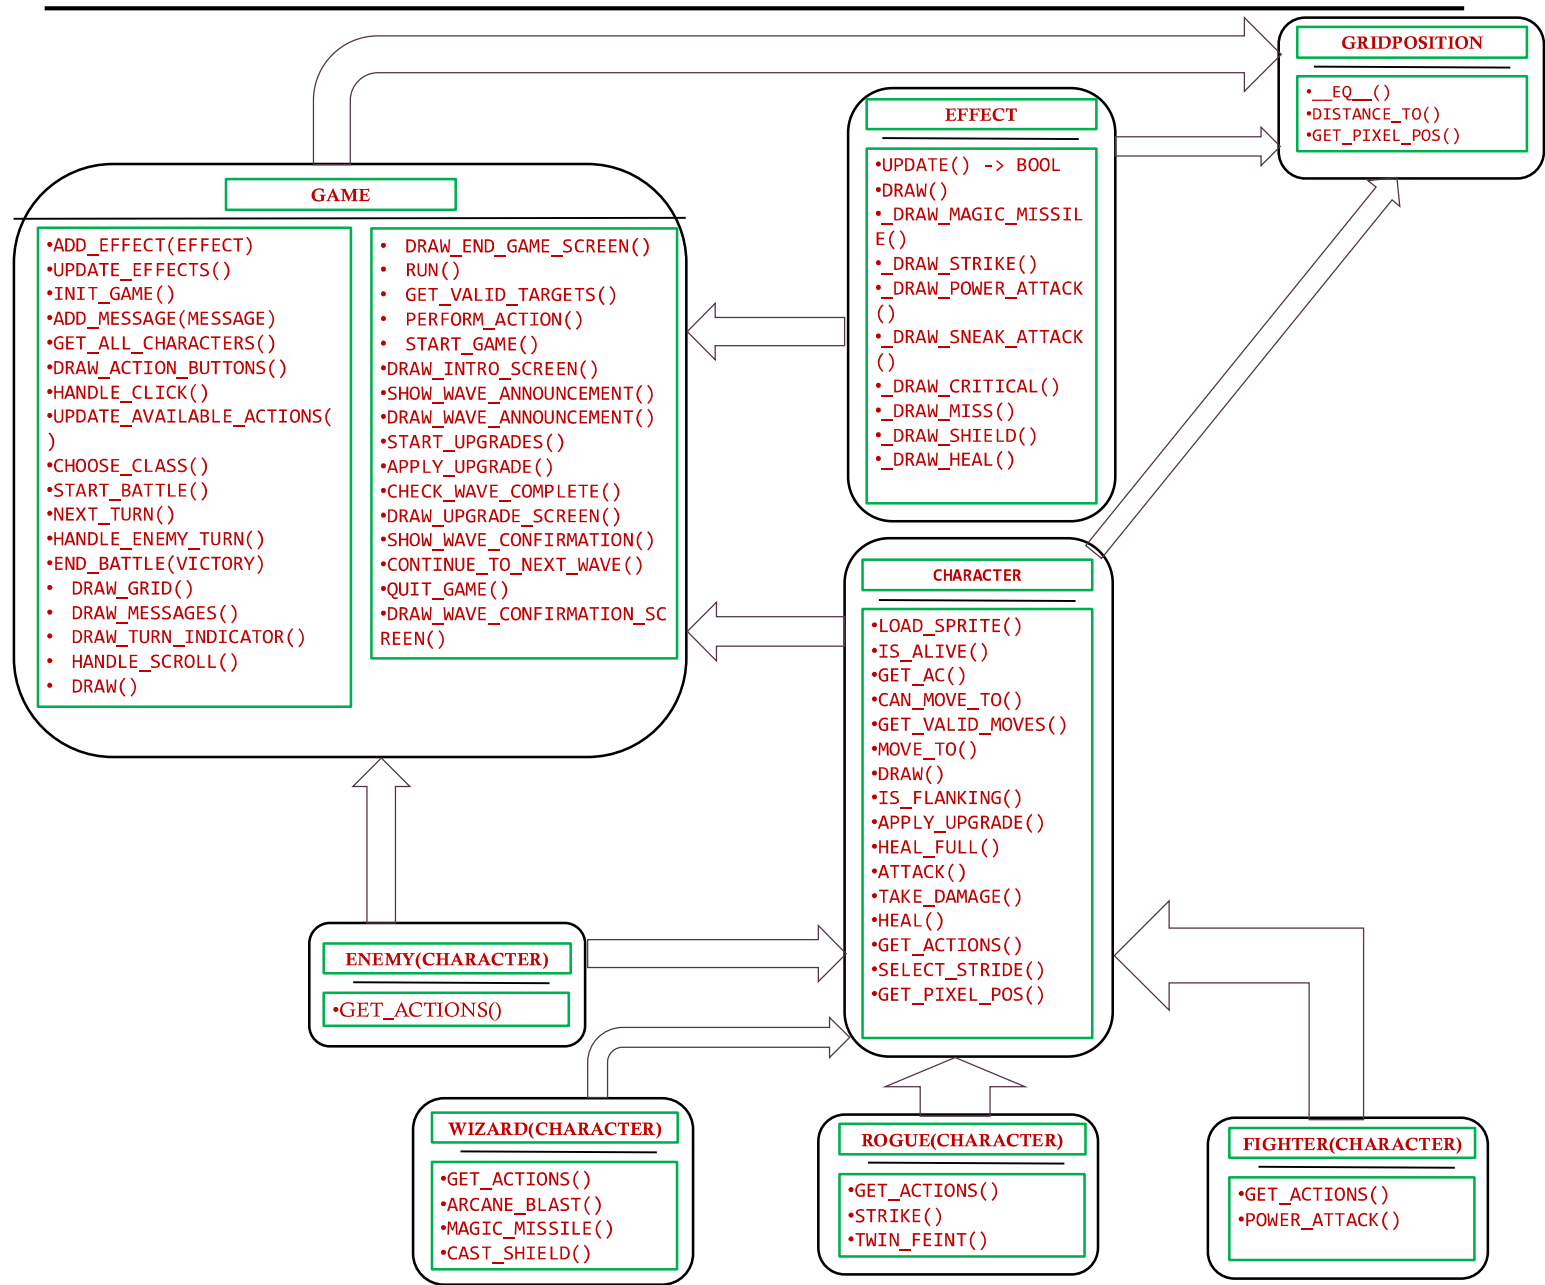 GRIDPOSITION
•__EQ__()
•DISTANCE_TO()
•GET_PIXEL_POS()
EFFECT
•UPDATE() -> BOOL
•DRAW()
•_DRAW_MAGIC_MISSIL
E()
•_DRAW_STRIKE()
•_DRAW_POWER_ATTACK
()
•_DRAW_SNEAK_ATTACK
()
•_DRAW_CRITICAL()
•_DRAW_MISS()
•_DRAW_SHIELD()
•_DRAW_HEAL()
GAME
•ADD_EFFECT(EFFECT)
•UPDATE_EFFECTS()
•INIT_GAME()
•ADD_MESSAGE(MESSAGE)
•GET_ALL_CHARACTERS()
•DRAW_ACTION_BUTTONS()
•HANDLE_CLICK()
•UPDATE_AVAILABLE_ACTIONS(
)
•CHOOSE_CLASS()
•START_BATTLE()
•NEXT_TURN()
•HANDLE_ENEMY_TURN()
•END_BATTLE(VICTORY)
• DRAW_GRID()
• DRAW_MESSAGES()
• DRAW_TURN_INDICATOR()
• HANDLE_SCROLL()
• DRAW()
• DRAW_END_GAME_SCREEN()
• RUN()
• GET_VALID_TARGETS()
• PERFORM_ACTION()
• START_GAME()
•DRAW_INTRO_SCREEN()
•SHOW_WAVE_ANNOUNCEMENT()
•DRAW_WAVE_ANNOUNCEMENT()
•START_UPGRADES()
•APPLY_UPGRADE()
•CHECK_WAVE_COMPLETE()
•DRAW_UPGRADE_SCREEN()
•SHOW_WAVE_CONFIRMATION()
•CONTINUE_TO_NEXT_WAVE()
•QUIT_GAME()
•DRAW_WAVE_CONFIRMATION_SC
REEN()
CHARACTER
•LOAD_SPRITE()
•IS_ALIVE()
•GET_AC()
•CAN_MOVE_TO()
•GET_VALID_MOVES()
•MOVE_TO()
•DRAW()
•IS_FLANKING()
•APPLY_UPGRADE()
•HEAL_FULL()
•ATTACK()
•TAKE_DAMAGE()
•HEAL()
•GET_ACTIONS()
•SELECT_STRIDE()
•GET_PIXEL_POS()
ENEMY(CHARACTER)
•GET_ACTIONS()
WIZARD(CHARACTER)
•GET_ACTIONS()
•ARCANE_BLAST()
•MAGIC_MISSILE()
•CAST_SHIELD()
ROGUE(CHARACTER)
•GET_ACTIONS()
•STRIKE()
•TWIN_FEINT()
FIGHTER(CHARACTER)
•GET_ACTIONS()
•POWER_ATTACK()